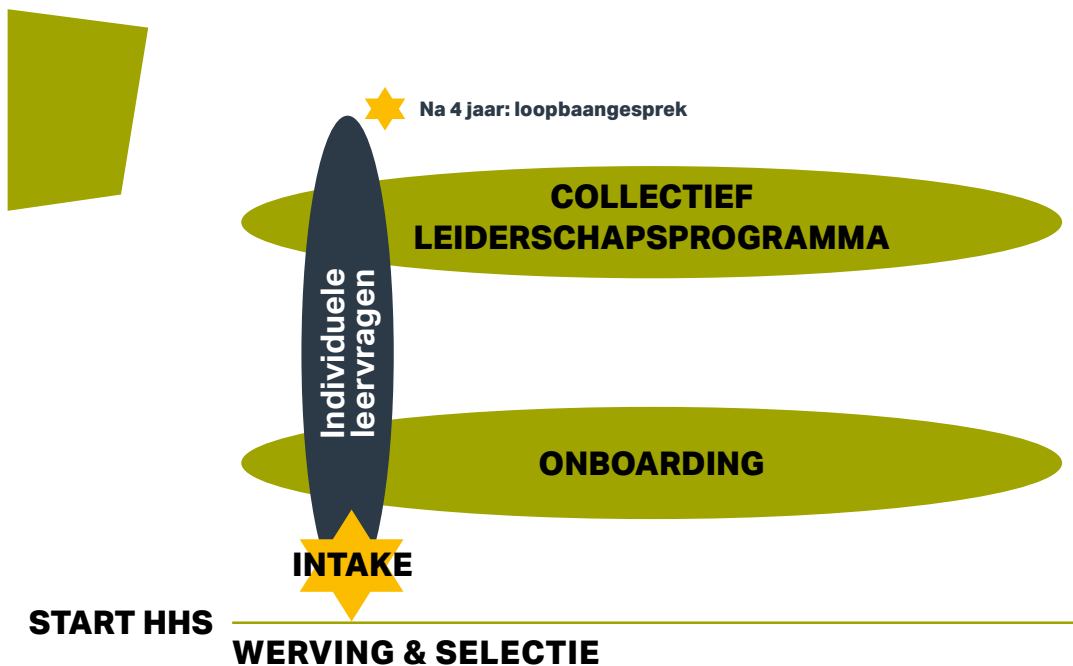 Na 4 jaar: loopbaangesprek
COLLECTIEF
LEIDERSCHAPSPROGRAMMA
Individuele
leervragen
ONBOARDING
INTAKE
START HHS
WERVING & SELECTIE